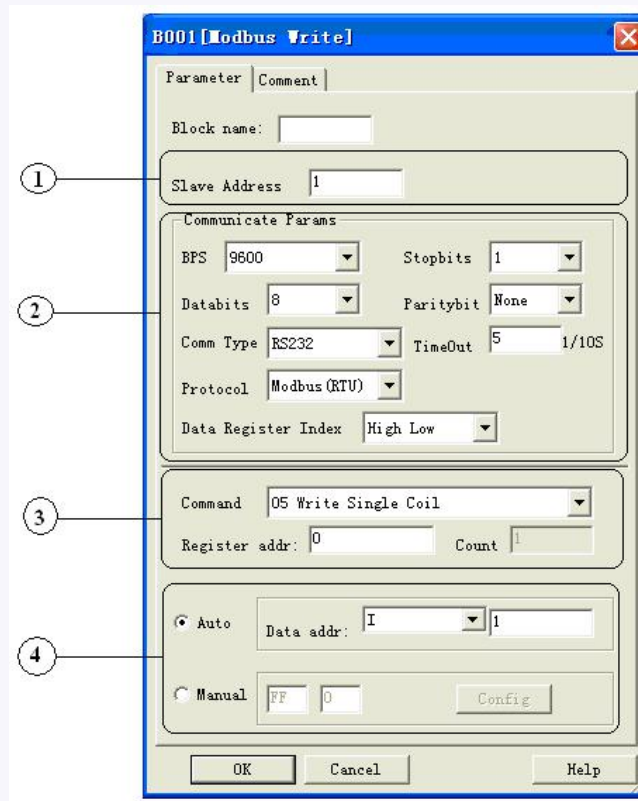 B001[Modbus Write]
Parameter Comment
Block name:
1
Slave Address 1
Communicate Params
BPS 9600 Stopbits 1
2
Databits 8 Paritybit None
Comm Type RS232 TimeOut 5 1/10S
Protocol Modbus(RTU)
Data Register Index High Low
3
Command 05 Write Single Coil
Register addr: 0 Count 1
4
Auto Data addr: I 1
Manual FF 0 Config
OK Cancel Help